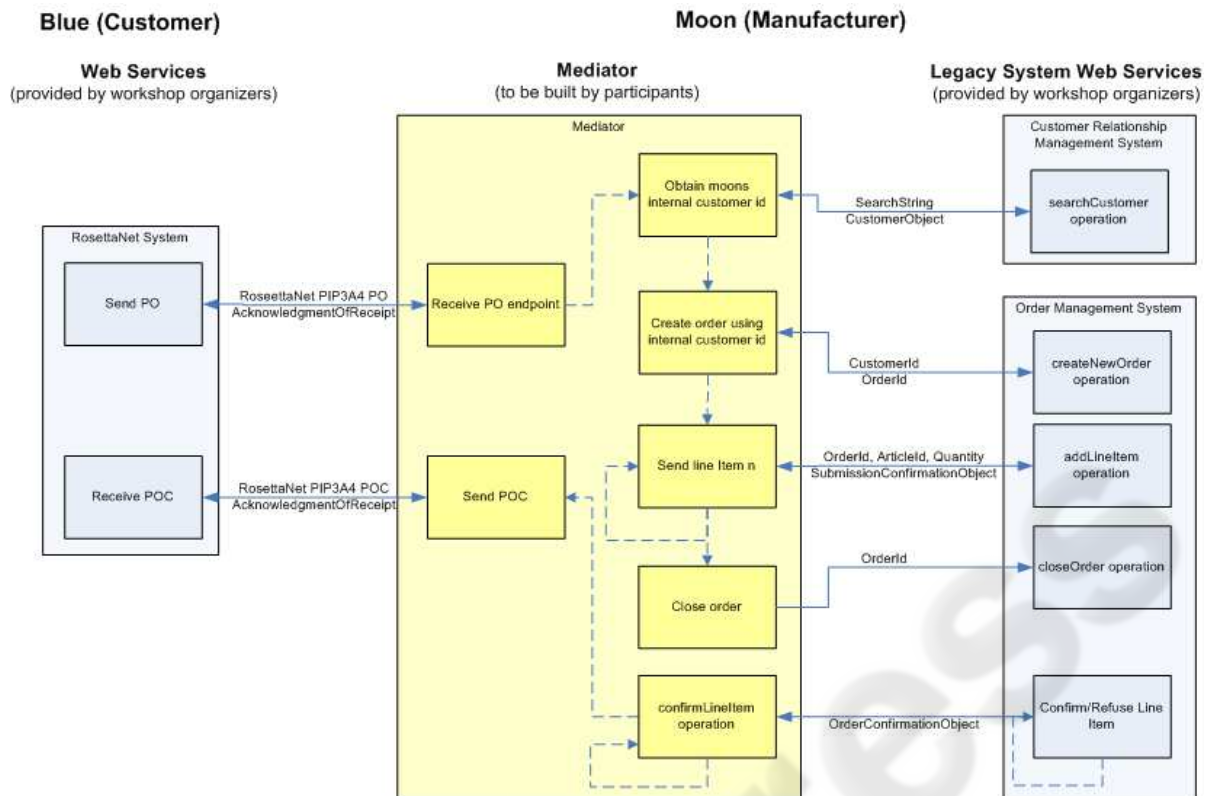 Blue (Customer)
Moon (Manufacturer)
Web Services
(provided by workshop organizers)
Mediator
(to be built by participants)
Legacy System Web Services
(provided by workshop organizers)
Mediator
Customer Relationship
Management System
Obtain moons
internal customer id
SearchString
CustomerObject
searchCustomer
operation
RosettaNet System
Send PO
RoseettaNet PIP3A4 PO
AcknowledgmentOfReceipt
Receive PO endpoint
Order Management System
Create order using
internal customer id
CustomerId
OrderId
createNewOrder
operation
Receive POC
RosettaNet PIP3A4 POC
AcknowledgmentOfReceipt
Send POC
Send line Item n
OrderId, ArticleId, Quantity
SubmissionConfirmationObject
addLineItem
operation
OrderId
closeOrder operation
Close order
confirmLineItem
operation
OrderConfirmationObject
Confirm/Refuse Line
Item